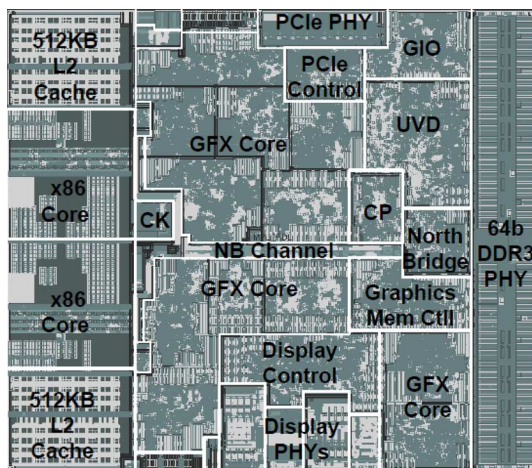 PCIe PHY
512KB
L2
Cache
GIO
PCIe
Control
UVD
GFX Core
x86
Core
CK
CP
North
Bridge
64b
DDR3
PHY
NB Channel
x86
Core
GFX Core
Graphics
Mem Ctll
Display
Control
GFX
Core
512KB
L2
Cache
Display
PHYs